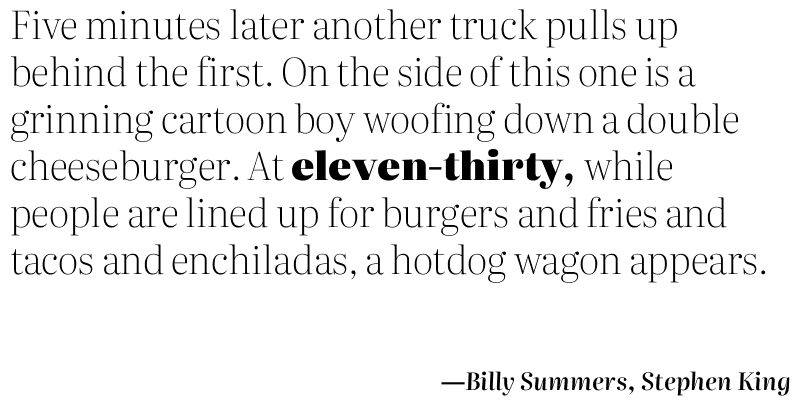 Five minutes later another truck pulls up
behind the first. On the side of this one is a
grinning cartoon boy woofing down a double
cheeseburger. At eleven-thirty, while
people are lined up for burgers and fries and
tacos and enchiladas, a hotdog wagon appears.
—Billy Summers, Stephen King